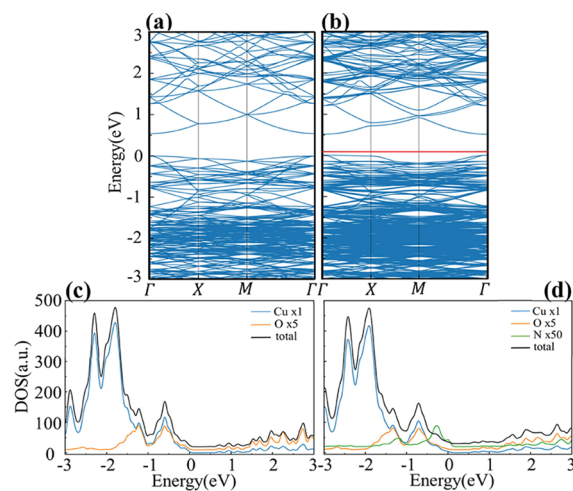 (a) (b)
3
2
1
0
-1
-2
-3
Energy(eV)
Γ X M Γ Γ X M Γ
(c) (d)
500
400
300
200
100
0
DOS(a.u.)
Cu x1
O x5
total
Cu x1
O x5
N x50
total
-3 -2 -1 0 1 2 3 -3 -2 -1 0 1 2 3
Energy(eV) Energy(eV)